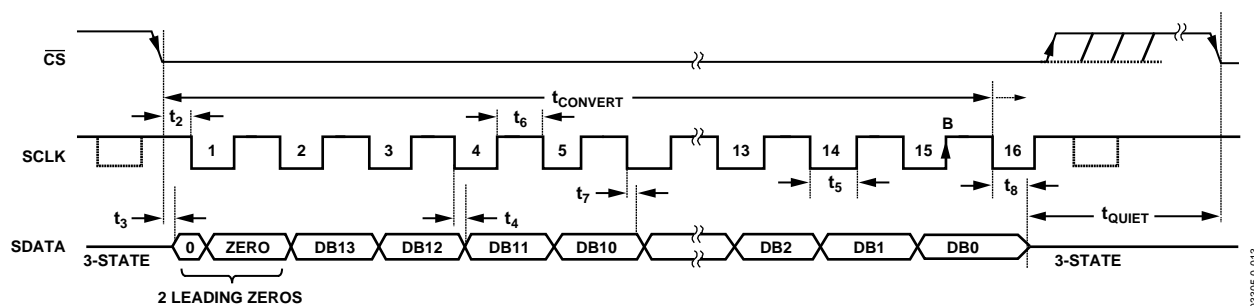 CS
tCONVERT
t2
t6
B
SCLK
1
2
3
4
5
13
14
15
16
t3
t4
t7
t5
t8
tQUIET
SDATA
3-STATE
0
ZERO
DB13
DB12
DB11
DB10
DB2
DB1
DB0
3-STATE
2 LEADING ZEROS